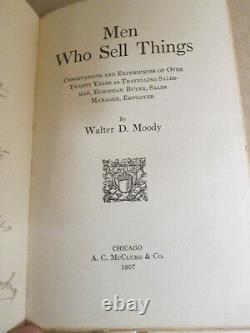 Men
Who Sell Things
Observations and Experiences of Over
Twenty Years as Travelling Sales-
man, European Buyer, Sales
Manager, Employer
By
Walter D. Moody
CHICAGO
A. C. McCLURG & CO.
1907